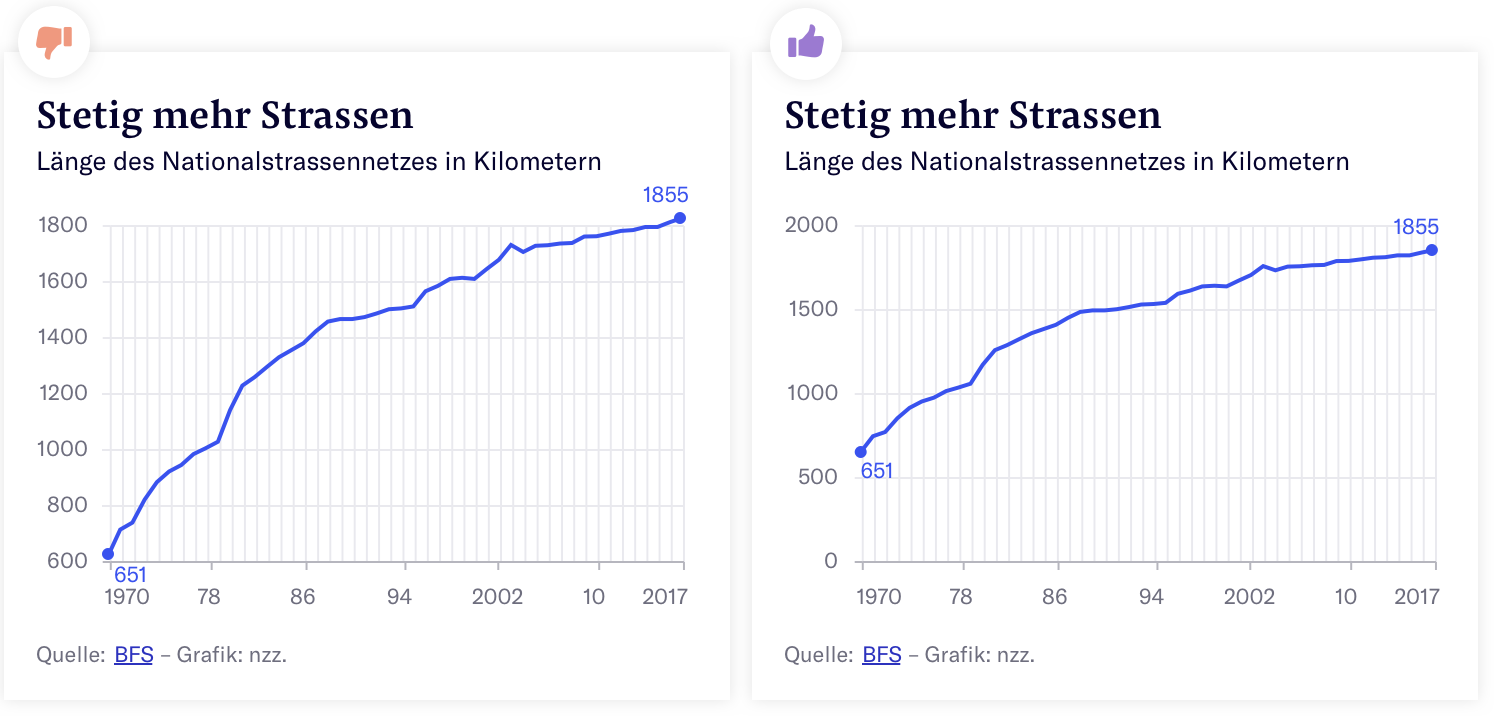 Stetig mehr Strassen
Länge des Nationalstrassennetzes in Kilometern
1855
1800
1600
1400
1200
1000
800
600
651
1970 78 86 94 2002 10 2017
Quelle: BFS – Grafik: nzz.
Stetig mehr Strassen
Länge des Nationalstrassennetzes in Kilometern
2000
1855
1500
1000
651
500
0
1970 78 86 94 2002 10 2017
Quelle: BFS – Grafik: nzz.